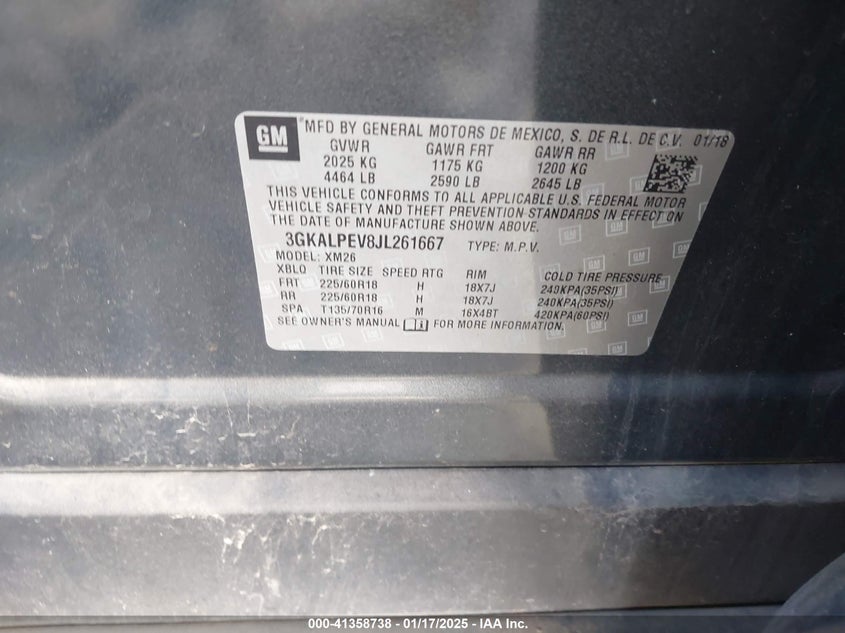 GM MFD BY GENERAL MOTORS DE MEXICO, S. DE R.L. DE C.V. 01/18
GVWR GAWR FRT GAWR RR
2025 KG 1175 KG 1200 KG
4464 LB 2590 LB 2645 LB
THIS VEHICLE CONFORMS TO ALL APPLICABLE U.S. FEDERAL MOTOR
VEHICLE SAFETY AND THEFT PREVENTION STANDARDS IN EFFECT ON
THE DATE OF MANUFACTURE SHOWN ABOVE.
3GKALPEV8JL261667 TYPE: M.P.V.
MODEL: XM26
XBLQ TIRE SIZE SPEED RTG RIM COLD TIRE PRESSURE
FRT 225/60R18 H 18X7J 240KPA(35PSI)
RR 225/60R18 H 18X7J 240KPA(35PSI)
SPA T135/70R16 M 16X4BT 420KPA(60PSI)
SEE OWNER'S MANUAL FOR MORE INFORMATION.
000-41358738 - 01/17/2025 - IAA Inc.